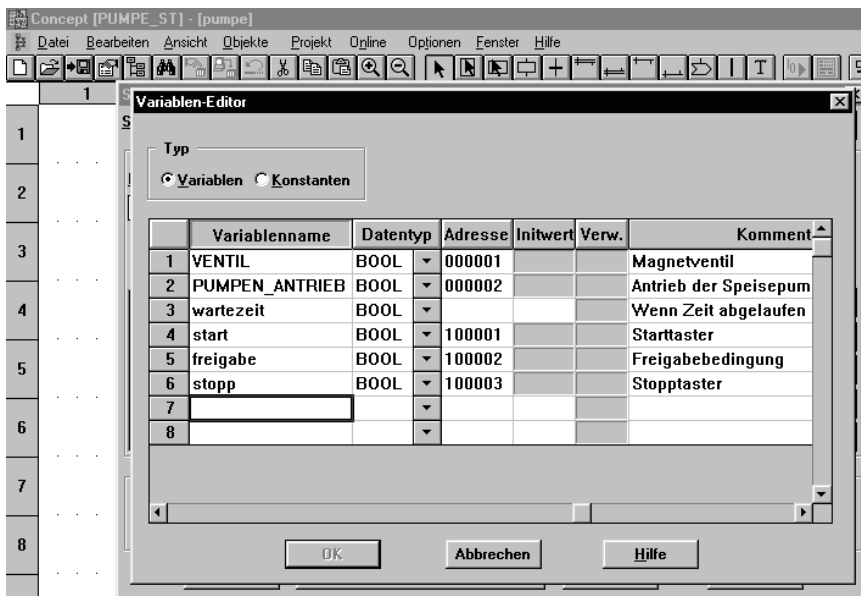 Concept [PUMPE_ST] - [pumpe]
Datei Bearbeiten Ansicht Objekte Projekt Online Optionen Fenster Hilfe
T
1
Variablen-Editor
Typ
Variablen Konstanten
Variablenname Datentyp Adresse Initwert Verw. Komment
1 VENTIL BOOL 000001 Magnetventil
2 PUMPEN_ANTRIEB BOOL 000002 Antrieb der Speisepum
3 wartezeit BOOL Wenn Zeit abgelaufen
4 start BOOL 100001 Starttaster
5 freigabe BOOL 100002 Freigabebedingung
6 stopp BOOL 100003 Stopptaster
7
8
OK Abbrechen Hilfe
1
2
3
4
5
6
7
8